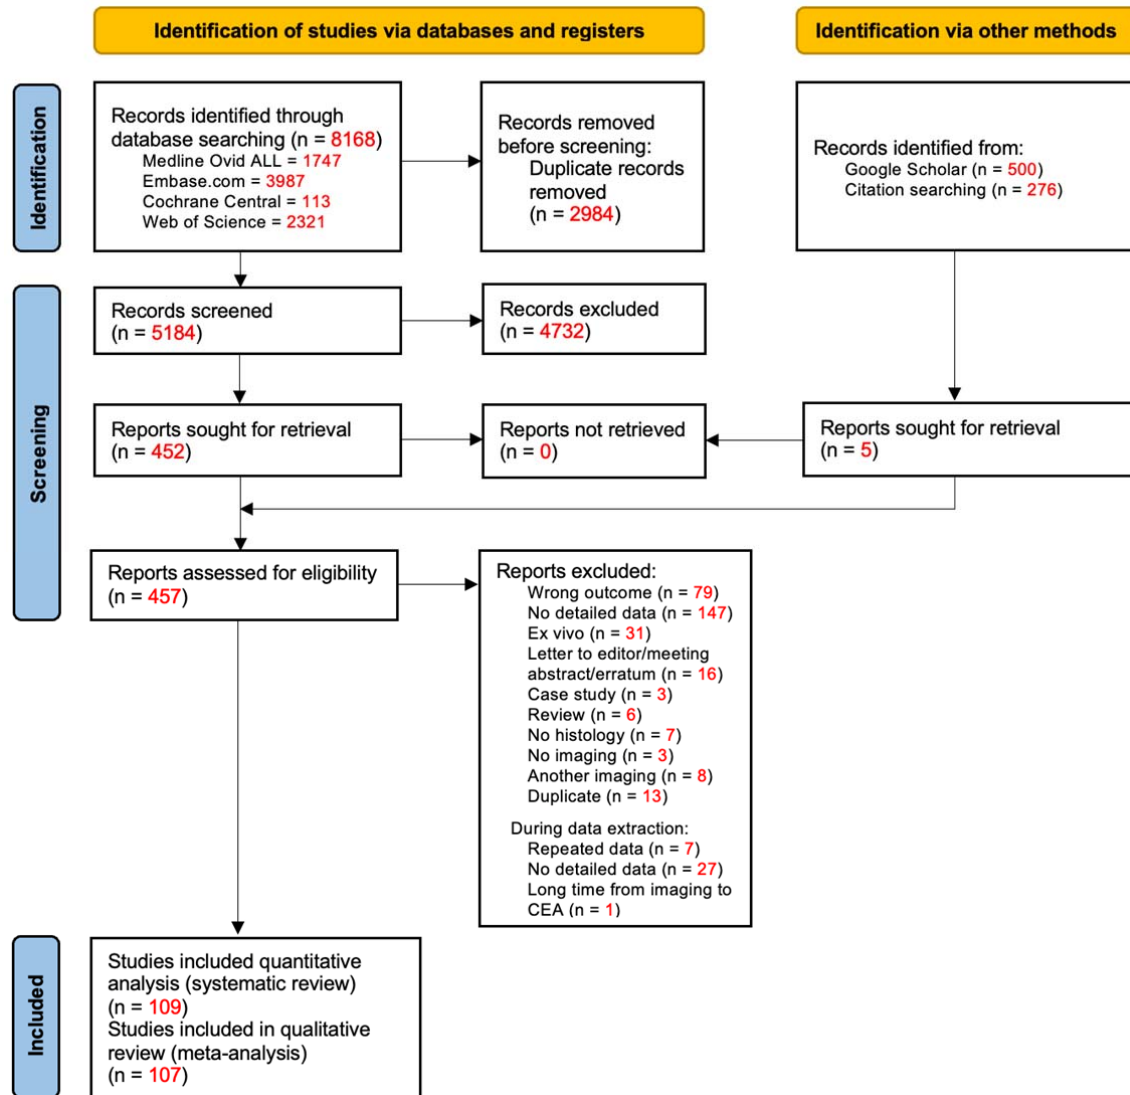 Identification of studies via databases and registers
Identification via other methods
Identification
Records identified through
database searching (n = 8168)
Medline Ovid ALL = 1747
Embase.com = 3987
Cochrane Central = 113
Web of Science = 2321
Records removed
before screening:
Duplicate records
removed
(n = 2984)
Records identified from:
Google Scholar (n = 500)
Citation searching (n = 276)
Screening
Records screened
(n = 5184)
Records excluded
(n = 4732)
Reports sought for retrieval
(n = 452)
Reports not retrieved
(n = 0)
Reports sought for retrieval
(n = 5)
Reports assessed for eligibility
(n = 457)
Reports excluded:
Wrong outcome (n = 79)
No detailed data (n = 147)
Ex vivo (n = 31)
Letter to editor/meeting
abstract/erratum (n = 16)
Case study (n = 3)
Review (n = 6)
No histology (n = 7)
No imaging (n = 3)
Another imaging (n = 8)
Duplicate (n = 13)
During data extraction:
Repeated data (n = 7)
No detailed data (n = 27)
Long time from imaging to
CEA (n = 1)
Included
Studies included quantitative
analysis (systematic review)
(n = 109)
Studies included in qualitative
review (meta-analysis)
(n = 107)